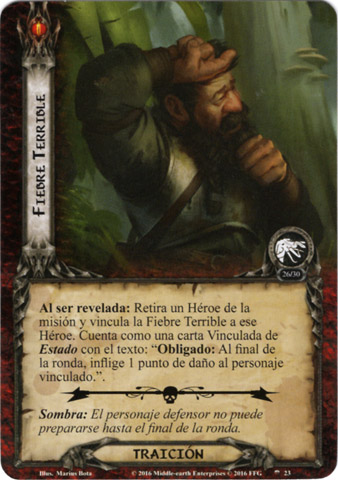 FIEBRE TERRIBLE
26/30
Al ser revelada: Retira un Héroe de la
misión y vincula la Fiebre Terrible a ese
Héroe. Cuenta como una carta Vinculada de
Estado con el texto: “Obligado: Al final de
la ronda, inflige 1 punto de daño al personaje
vinculado.”.
Sombra: El personaje defensor no puede
prepararse hasta el final de la ronda.
TRAICIÓN
Illus. Marius Bota © 2016 Middle-earth Enterprises © 2016 FFG 23